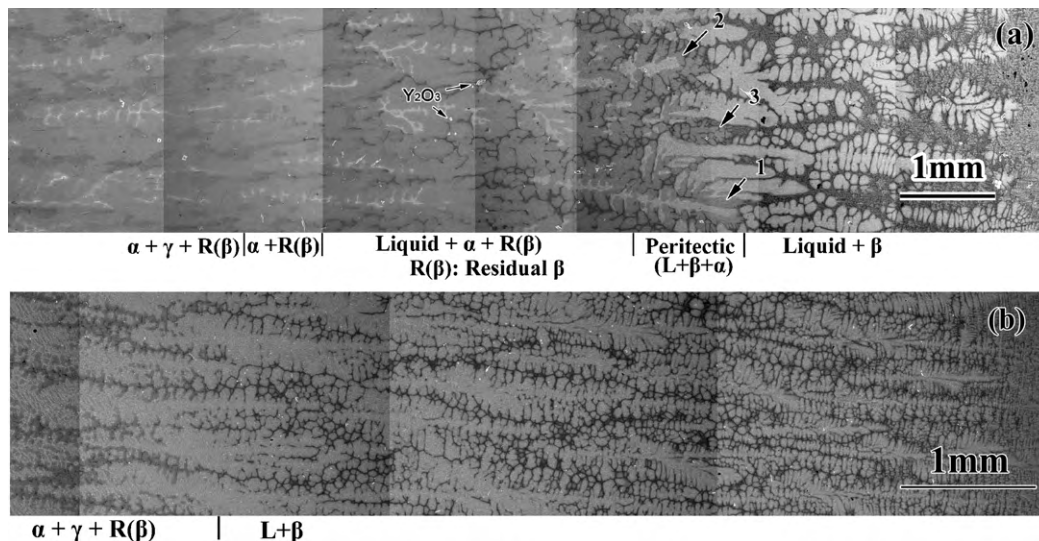 (a)
2
Y₂O₃
3
1
1mm
α + γ + R(β) | α +R(β) | Liquid + α + R(β) | Peritectic | Liquid + β
R(β): Residual β (L+β+α)
(b)
1mm
α + γ + R(β) | L+β